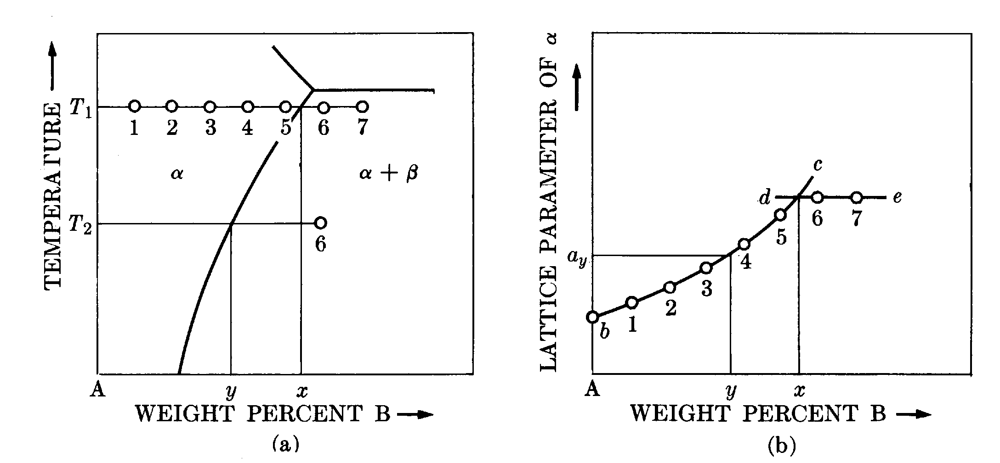 TEMPERATURE
T1
1 2 3 4 5 6 7
α
α + β
T2
6
A y x
WEIGHT PERCENT B
(a)
LATTICE PARAMETER OF α
c
d e
6 7
5
ay
4
3
2
1
b
A y x
WEIGHT PERCENT B
(b)